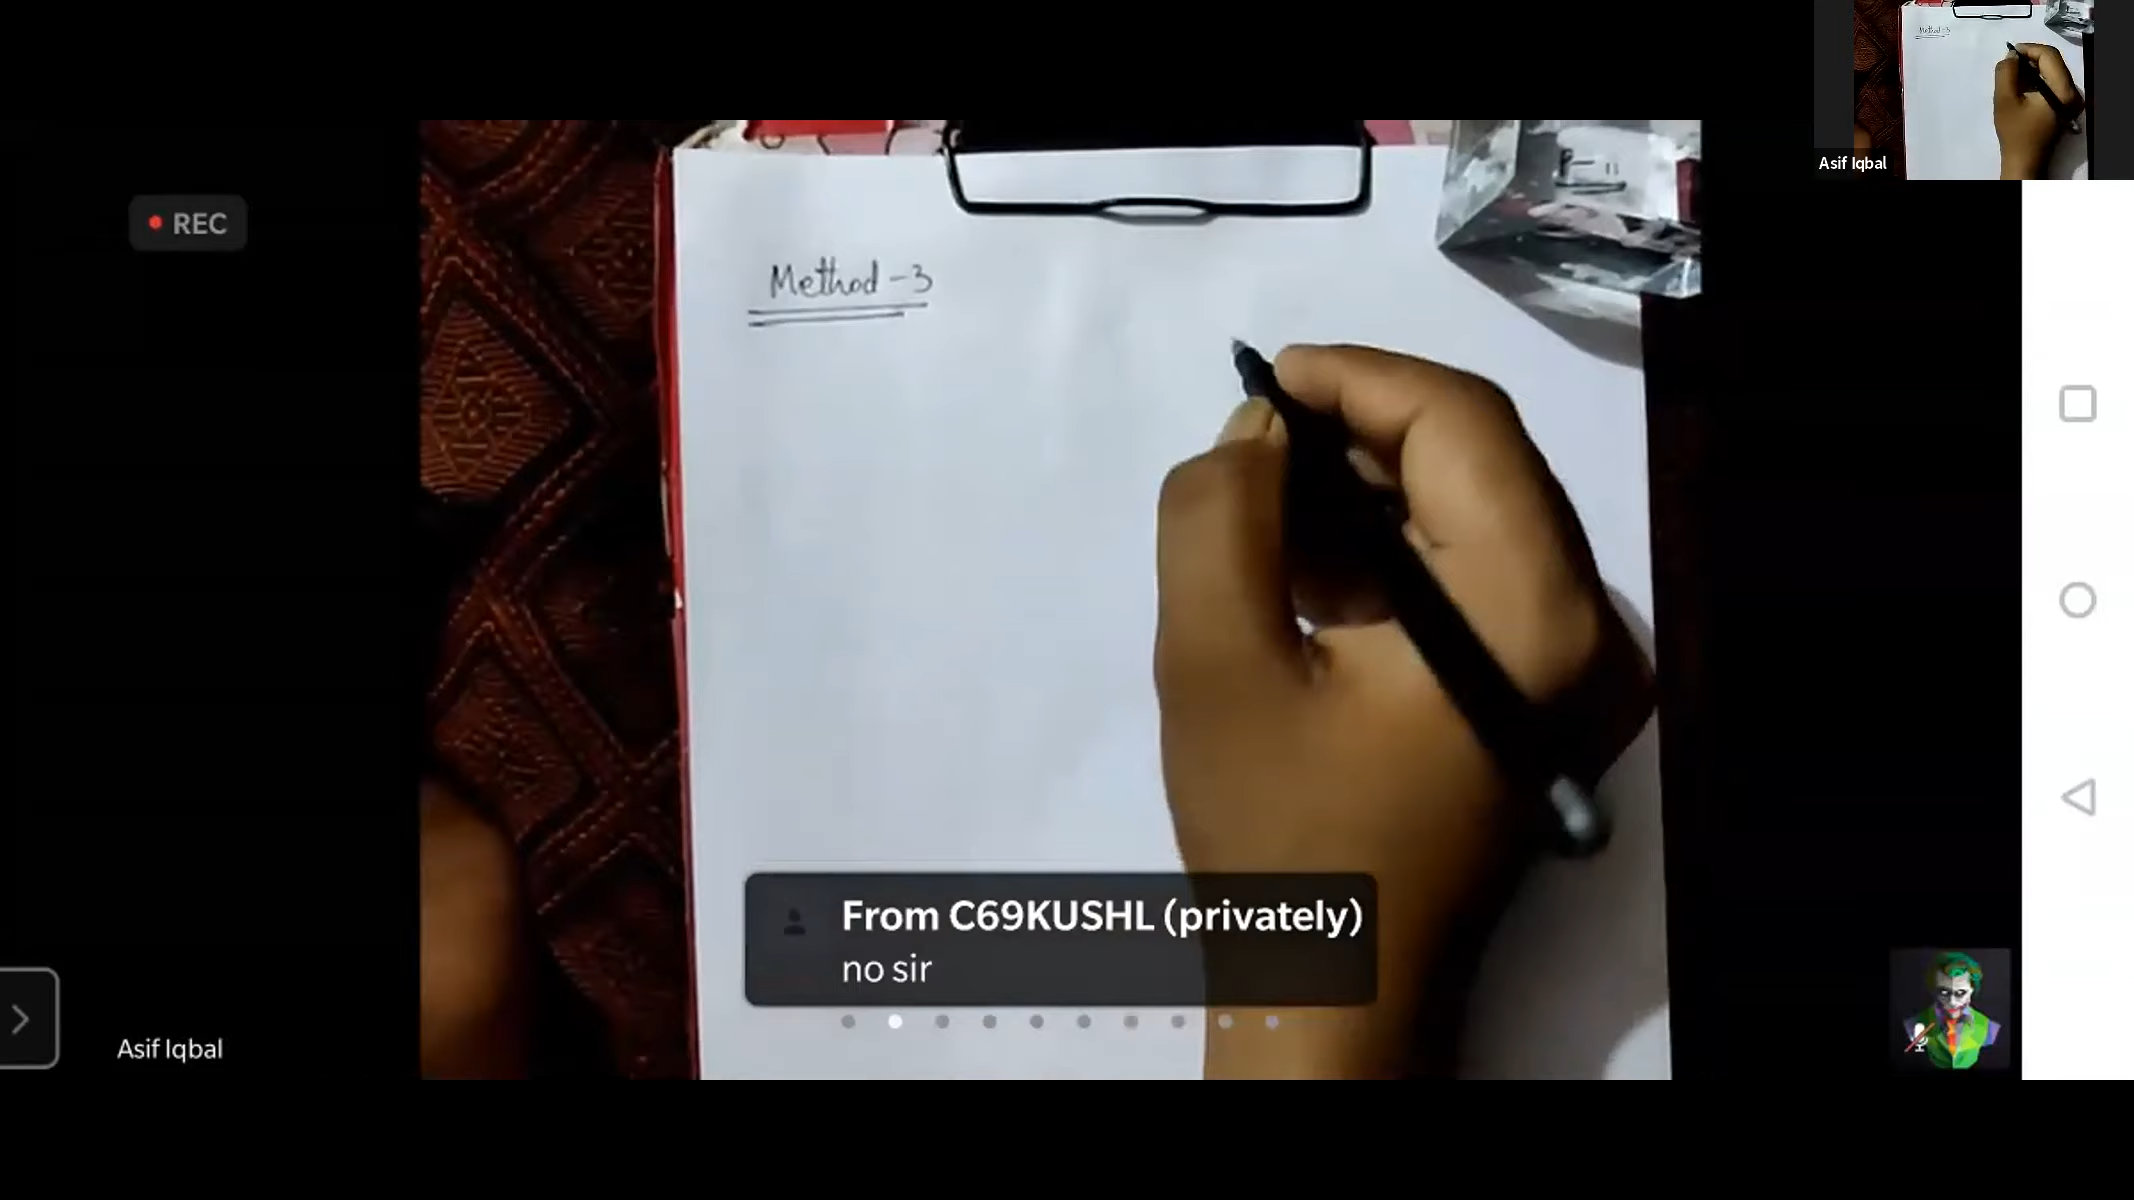 Asif Iqbal
REC
Method-3
From C69KUSHL (privately)
no sir
Asif Iqbal